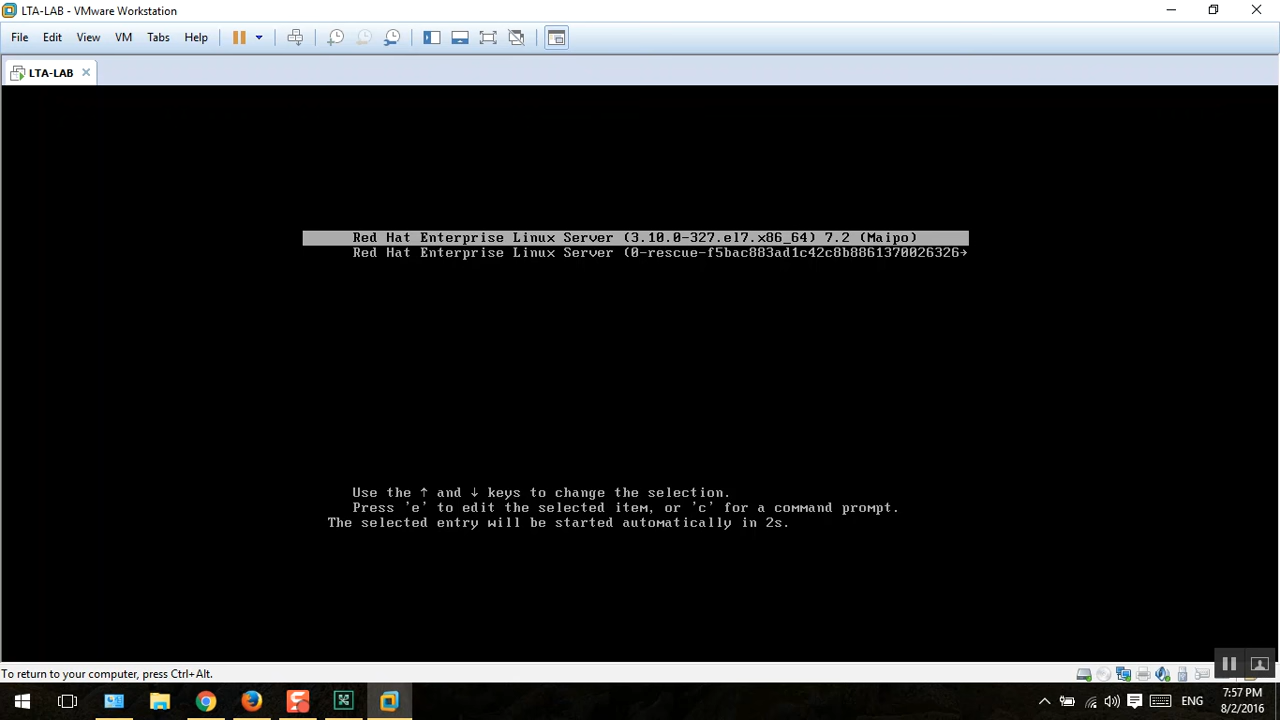 LTA-LAB - VMware Workstation
File Edit View VM Tabs Help
LTA-LAB
Red Hat Enterprise Linux Server (3.10.0-327.el7.x86_64) 7.2 (Maipo)
Red Hat Enterprise Linux Server (0-rescue-f5bac883ad1c42c8b8861370026326→
Use the ↑ and ↓ keys to change the selection.
Press 'e' to edit the selected item, or 'c' for a command prompt.
The selected entry will be started automatically in 2s.
To return to your computer, press Ctrl+Alt.
ENG
7:57 PM
8/2/2016